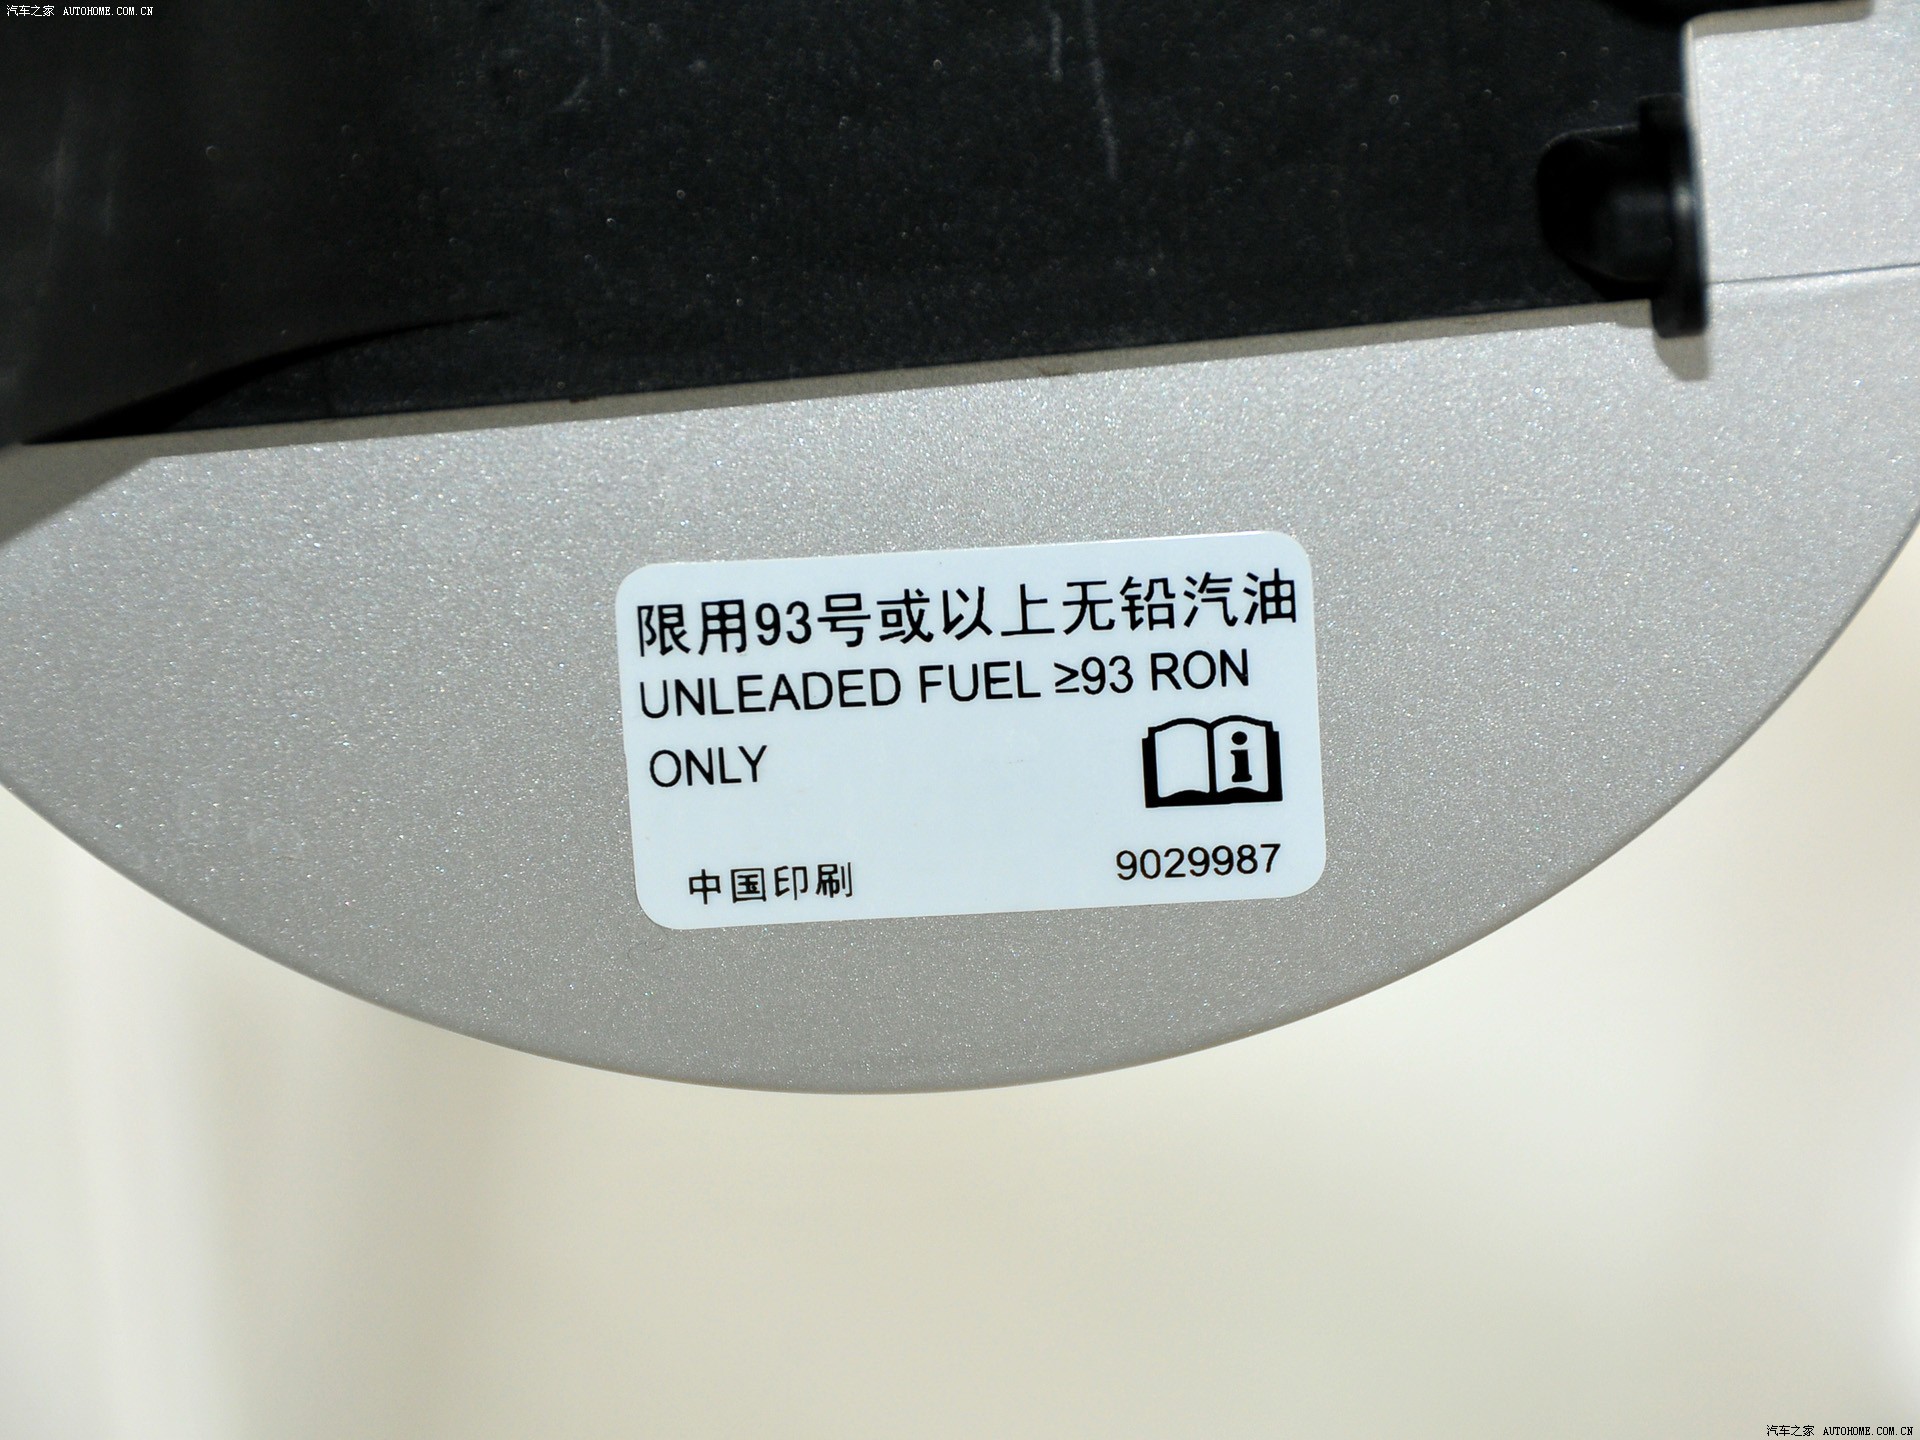 汽车之家 AUTOHOME.COM.CN
限用93号或以上无铅汽油
UNLEADED FUEL ≥93 RON
ONLY
i
中国印刷 9029987
汽车之家 AUTOHOME.COM.CN